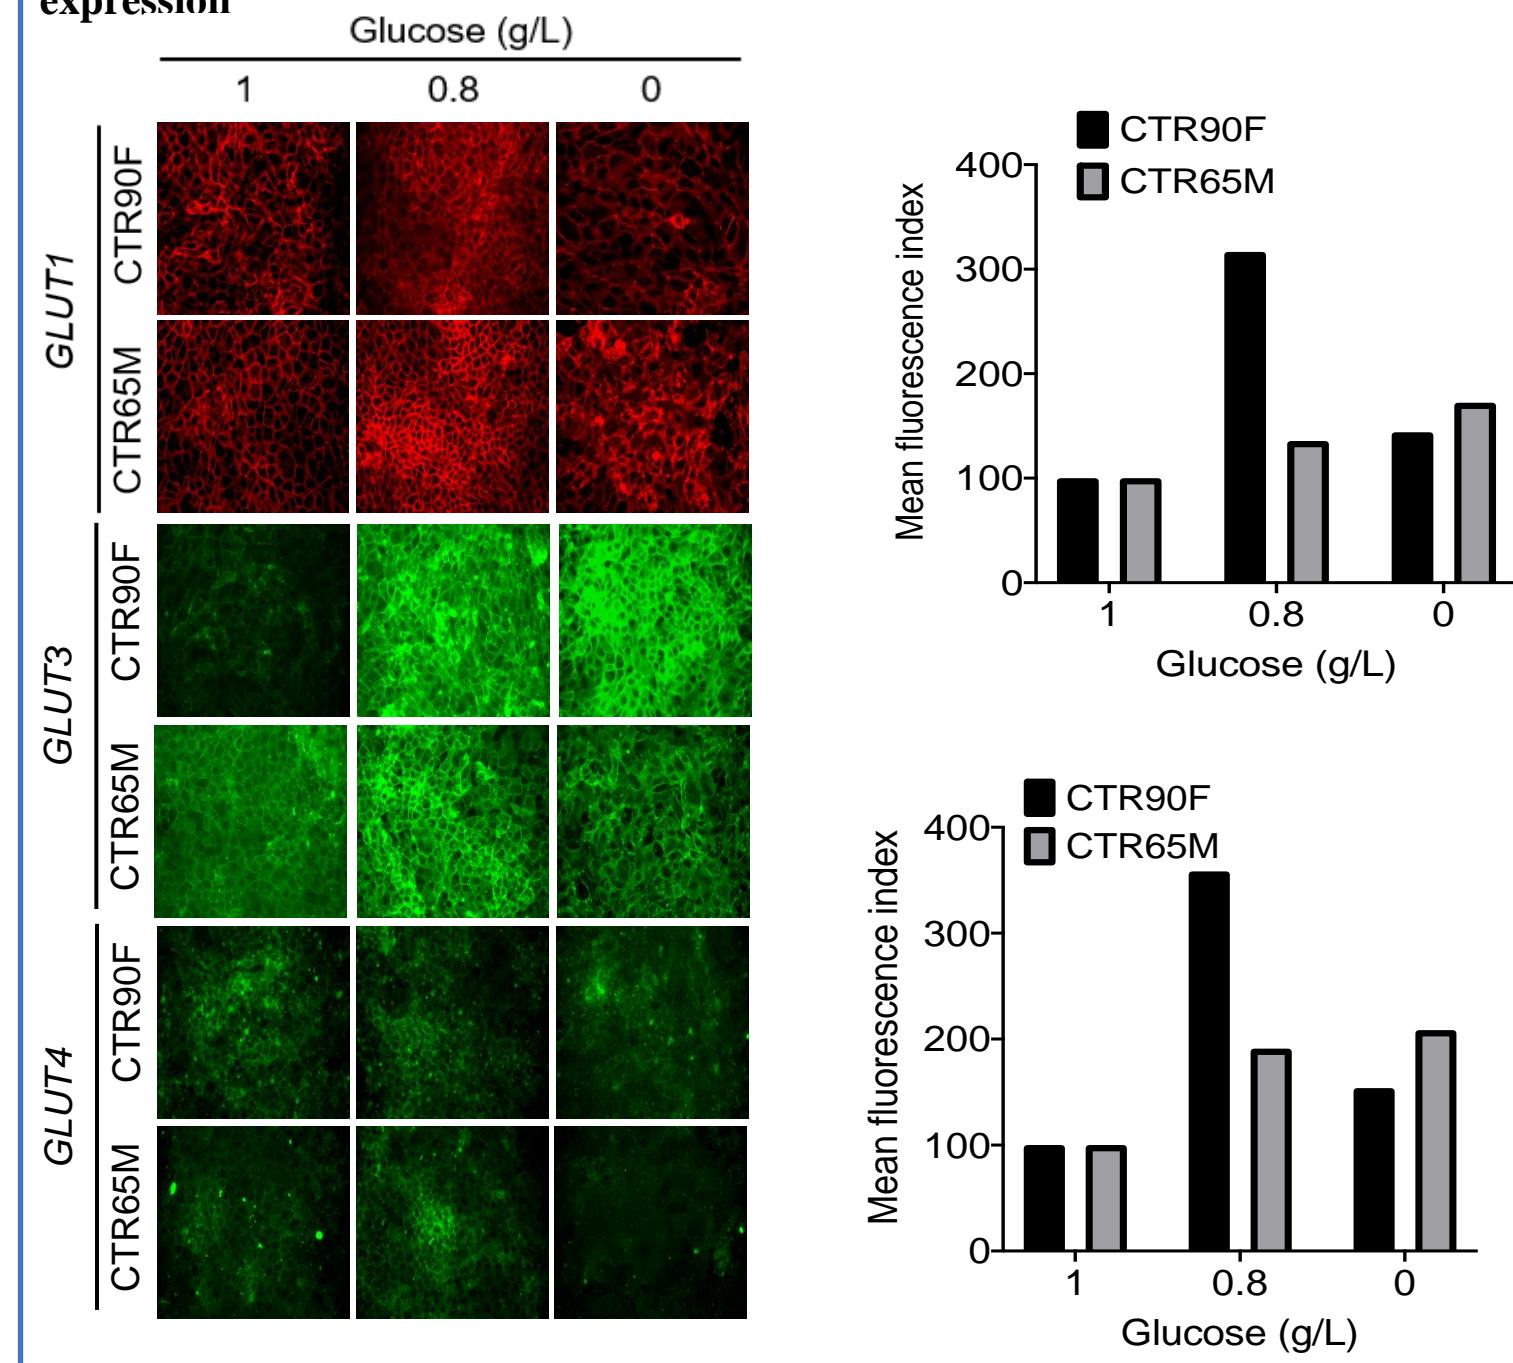 expression
Glucose (g/L)
1 0.8 0
GLUT1
CTR90F
CTR65M
GLUT3
CTR90F
CTR65M
GLUT4
CTR90F
CTR65M
CTR90F
CTR65M
Mean fluorescence index
400
300
200
100
0
1 0.8 0
Glucose (g/L)
CTR90F
CTR65M
Mean fluorescence index
400
300
200
100
0
1 0.8 0
Glucose (g/L)